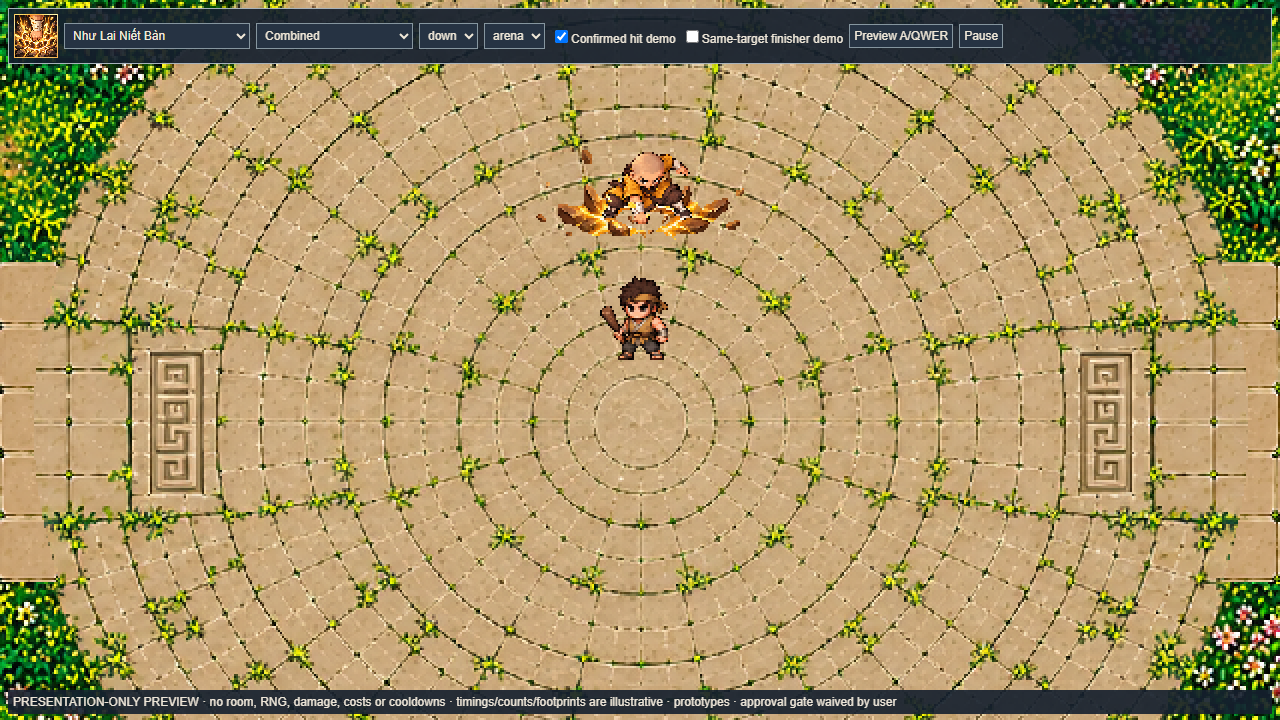 Như Lai Niết Bàn Combined down arena Confirmed hit demo Same-target finisher demo Preview A/QWER Pause
PRESENTATION-ONLY PREVIEW · no room, RNG, damage, costs or cooldowns · timings/counts/footprints are illustrative · prototypes · approval gate waived by user